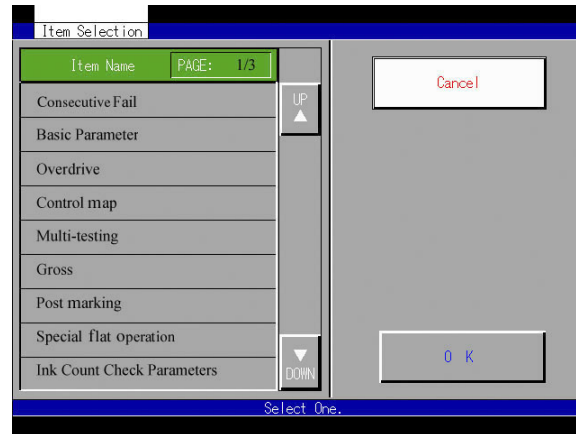 Item Selection
Item Name PAGE: 1/3
Consecutive Fail
Basic Parameter
Overdrive
Control map
Multi-testing
Gross
Post marking
Special flat operation
Ink Count Check Parameters
UP
DOWN
Cancel
O K
Select One.